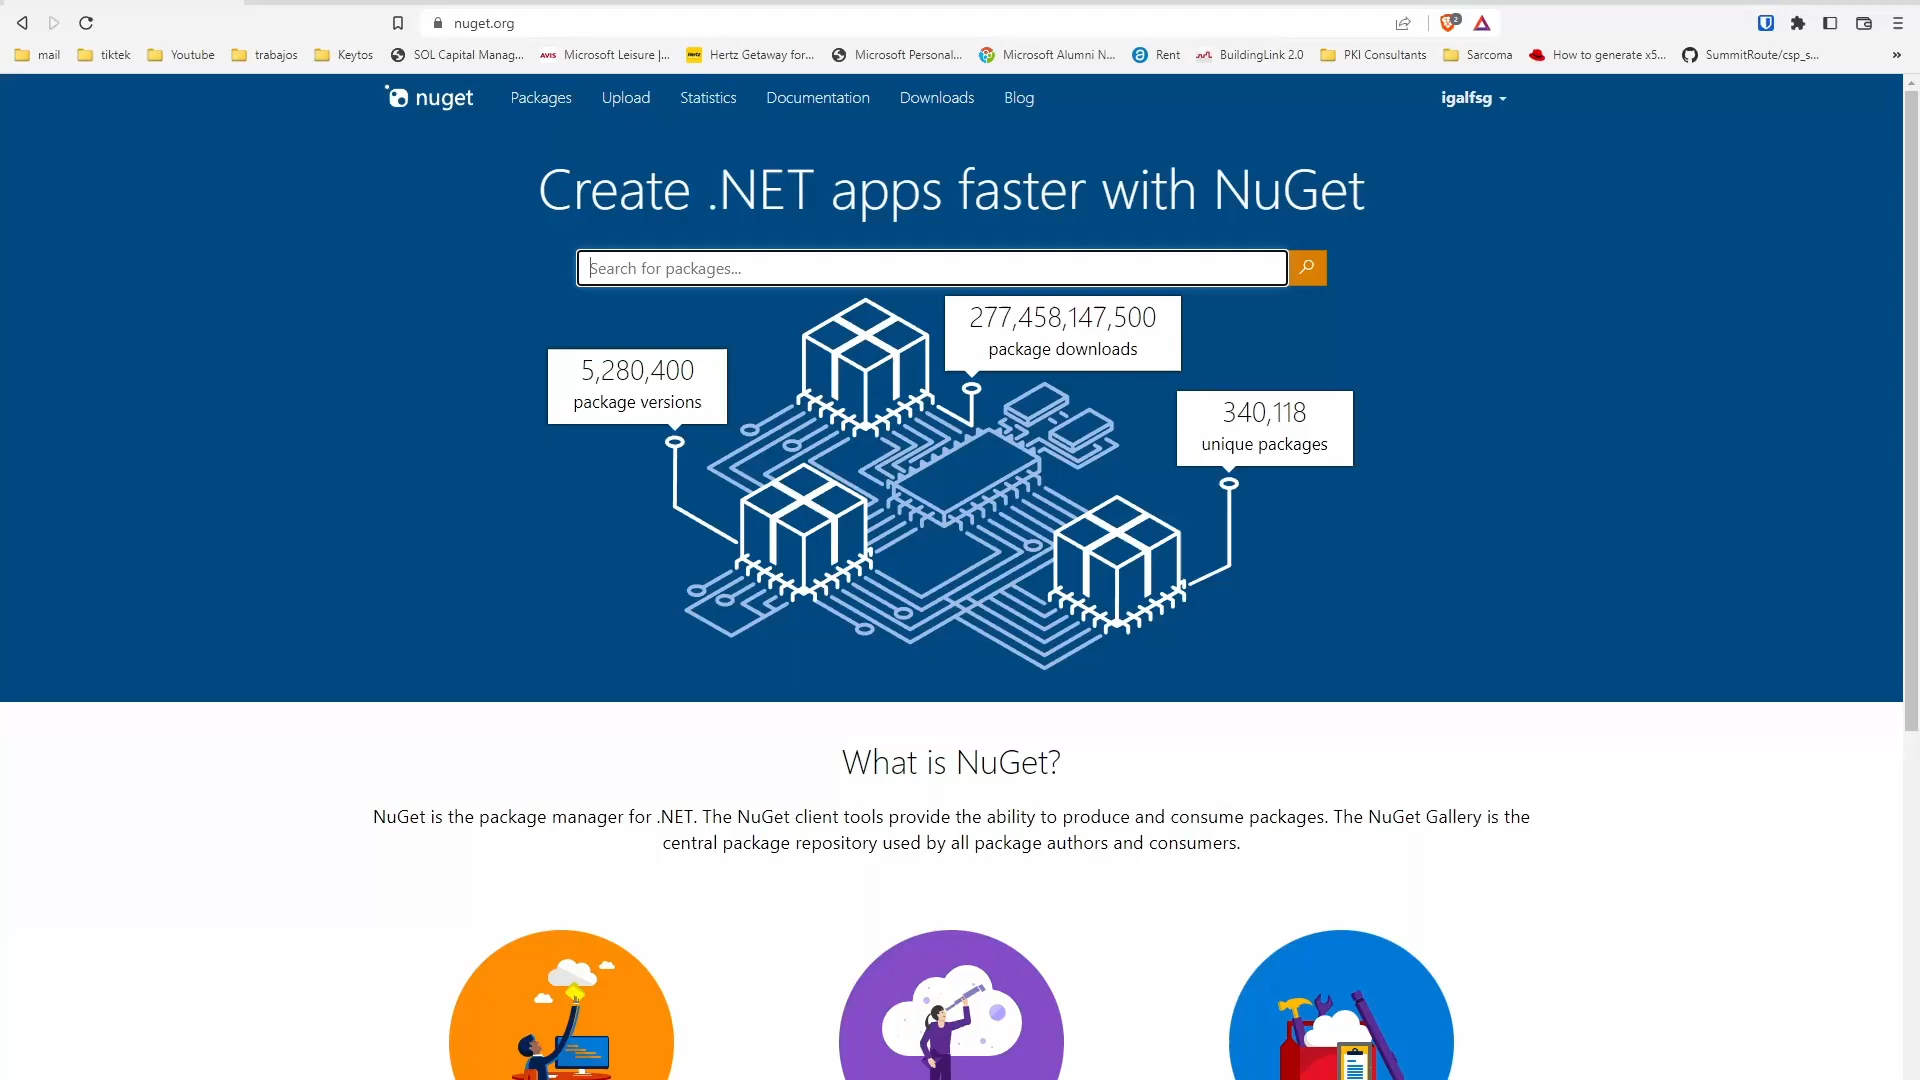 nuget.org
2
mail
tiktek
Youtube
trabajos
Keytos
SOL Capital Manag...
AVIS
Microsoft Leisure |...
Hertz
Hertz Getaway for...
Microsoft Personal...
Microsoft Alumni N...
Rent
BuildingLink 2.0
PKI Consultants
Sarcoma
How to generate x5...
SummitRoute/csp_s...
»
nuget
Packages
Upload
Statistics
Documentation
Downloads
Blog
igalfsg
Create .NET apps faster with NuGet
Search for packages...
277,458,147,500
package downloads
5,280,400
package versions
340,118
unique packages
What is NuGet?
NuGet is the package manager for .NET. The NuGet client tools provide the ability to produce and consume packages. The NuGet Gallery is the
central package repository used by all package authors and consumers.